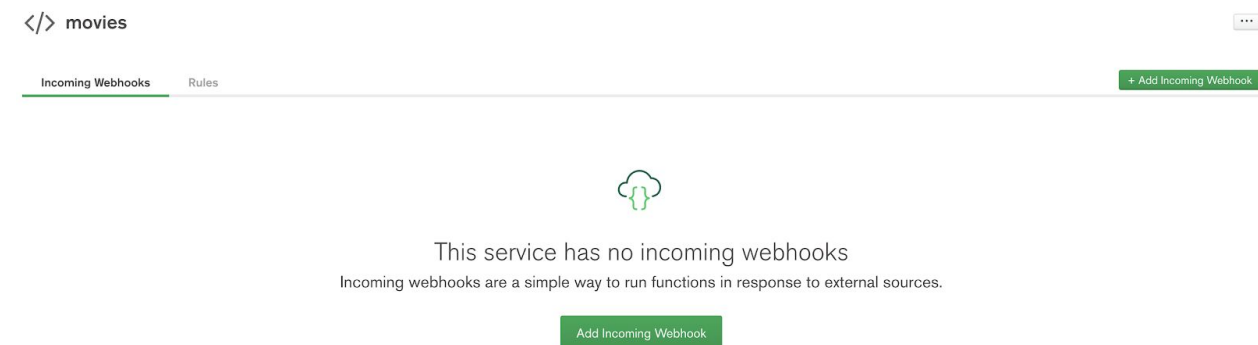 </> movies
...
Incoming Webhooks Rules + Add Incoming Webhook
{}
This service has no incoming webhooks
Incoming webhooks are a simple way to run functions in response to external sources.
Add Incoming Webhook